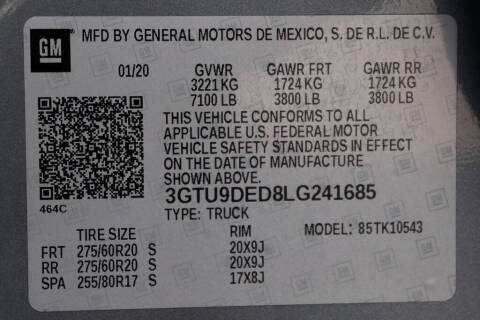 GM MFD BY GENERAL MOTORS DE MEXICO, S. DE R.L. DE C.V.
01/20 GVWR GAWR FRT GAWR RR
3221 KG 1724 KG 1724 KG
7100 LB 3800 LB 3800 LB
THIS VEHICLE CONFORMS TO ALL
APPLICABLE U.S. FEDERAL MOTOR
VEHICLE SAFETY STANDARDS IN EFFECT
ON THE DATE OF MANUFACTURE
SHOWN ABOVE.
3GTU9DED8LG241685
464C TYPE: TRUCK MODEL: 85TK10543
TIRE SIZE RIM
FRT 275/60R20 S 20X9J
RR 275/60R20 S 20X9J
SPA 255/80R17 S 17X8J